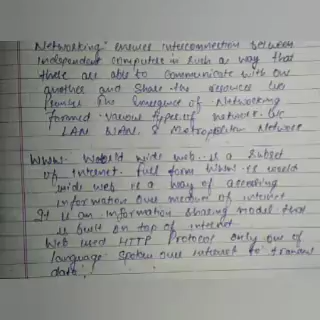 Networking ensures interconnection between
independent computers in such a way that
there are able to communicate with one
another and share the resources
The Emergence of Networking
formed. Various types of network
LAN WAN & Metropolitan Network
WWW. World wide web. is a subset
of internet. full form WWW is world
wide web is a way of accessing
information over medium of internet
It is an information sharing model that
is built on top of internet
Web used HTTP Protocol only one of
language spoken over internet to transmit
data.